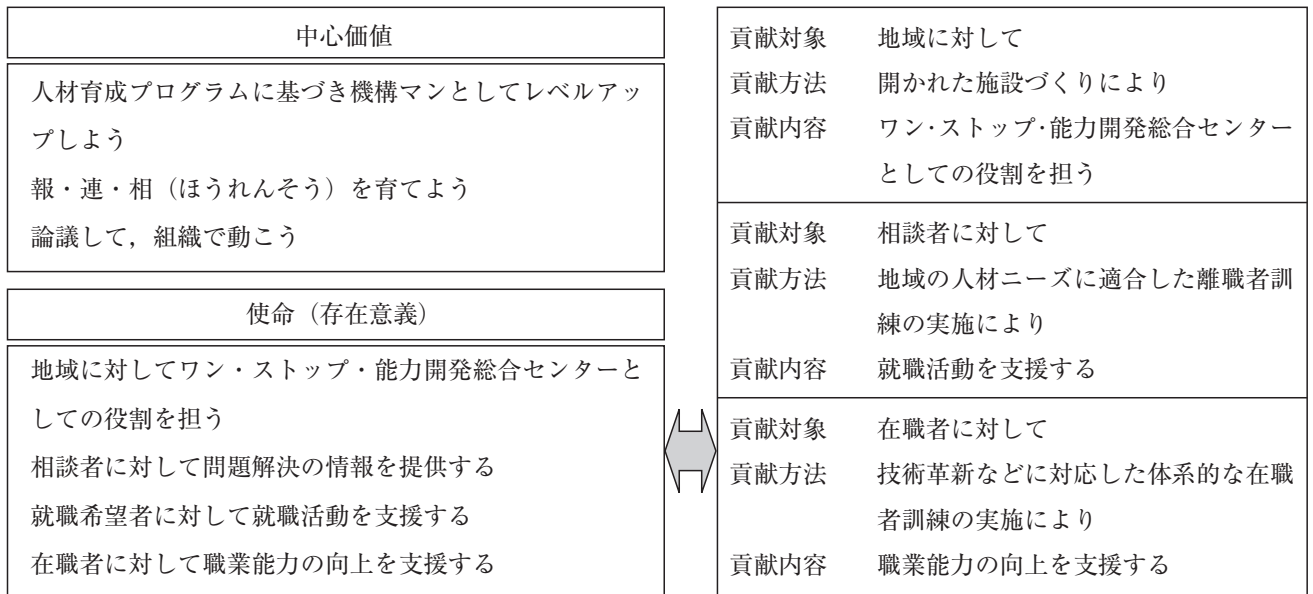 中心価値
人材育成プログラムに基づき機構マンとしてレベルアッ
プしよう
報・連・相（ほうれんそう）を育てよう
論議して，組織で動こう
使命（存在意義）
地域に対してワン・ストップ・能力開発総合センターと
しての役割を担う
相談者に対して問題解決の情報を提供する
就職希望者に対して就職活動を支援する
在職者に対して職業能力の向上を支援する
貢献対象 地域に対して
貢献方法 開かれた施設づくりにより
貢献内容 ワン・ストップ・能力開発総合センター
としての役割を担う
貢献対象 相談者に対して
貢献方法 地域の人材ニーズに適合した離職者訓
練の実施により
貢献内容 就職活動を支援する
貢献対象 在職者に対して
貢献方法 技術革新などに対応した体系的な在職
者訓練の実施により
貢献内容 職業能力の向上を支援する